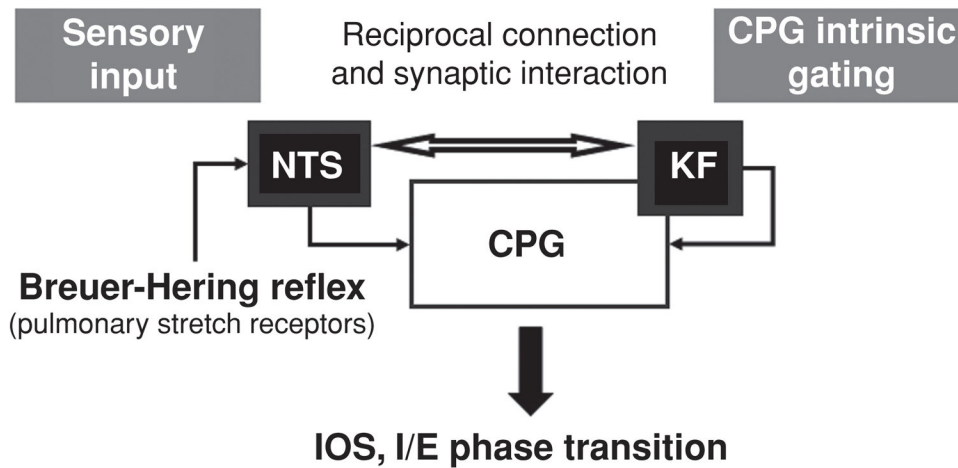 Sensory
input
Reciprocal connection
and synaptic interaction
CPG intrinsic
gating
NTS
KF
CPG
Breuer-Hering reflex
(pulmonary stretch receptors)
IOS, I/E phase transition